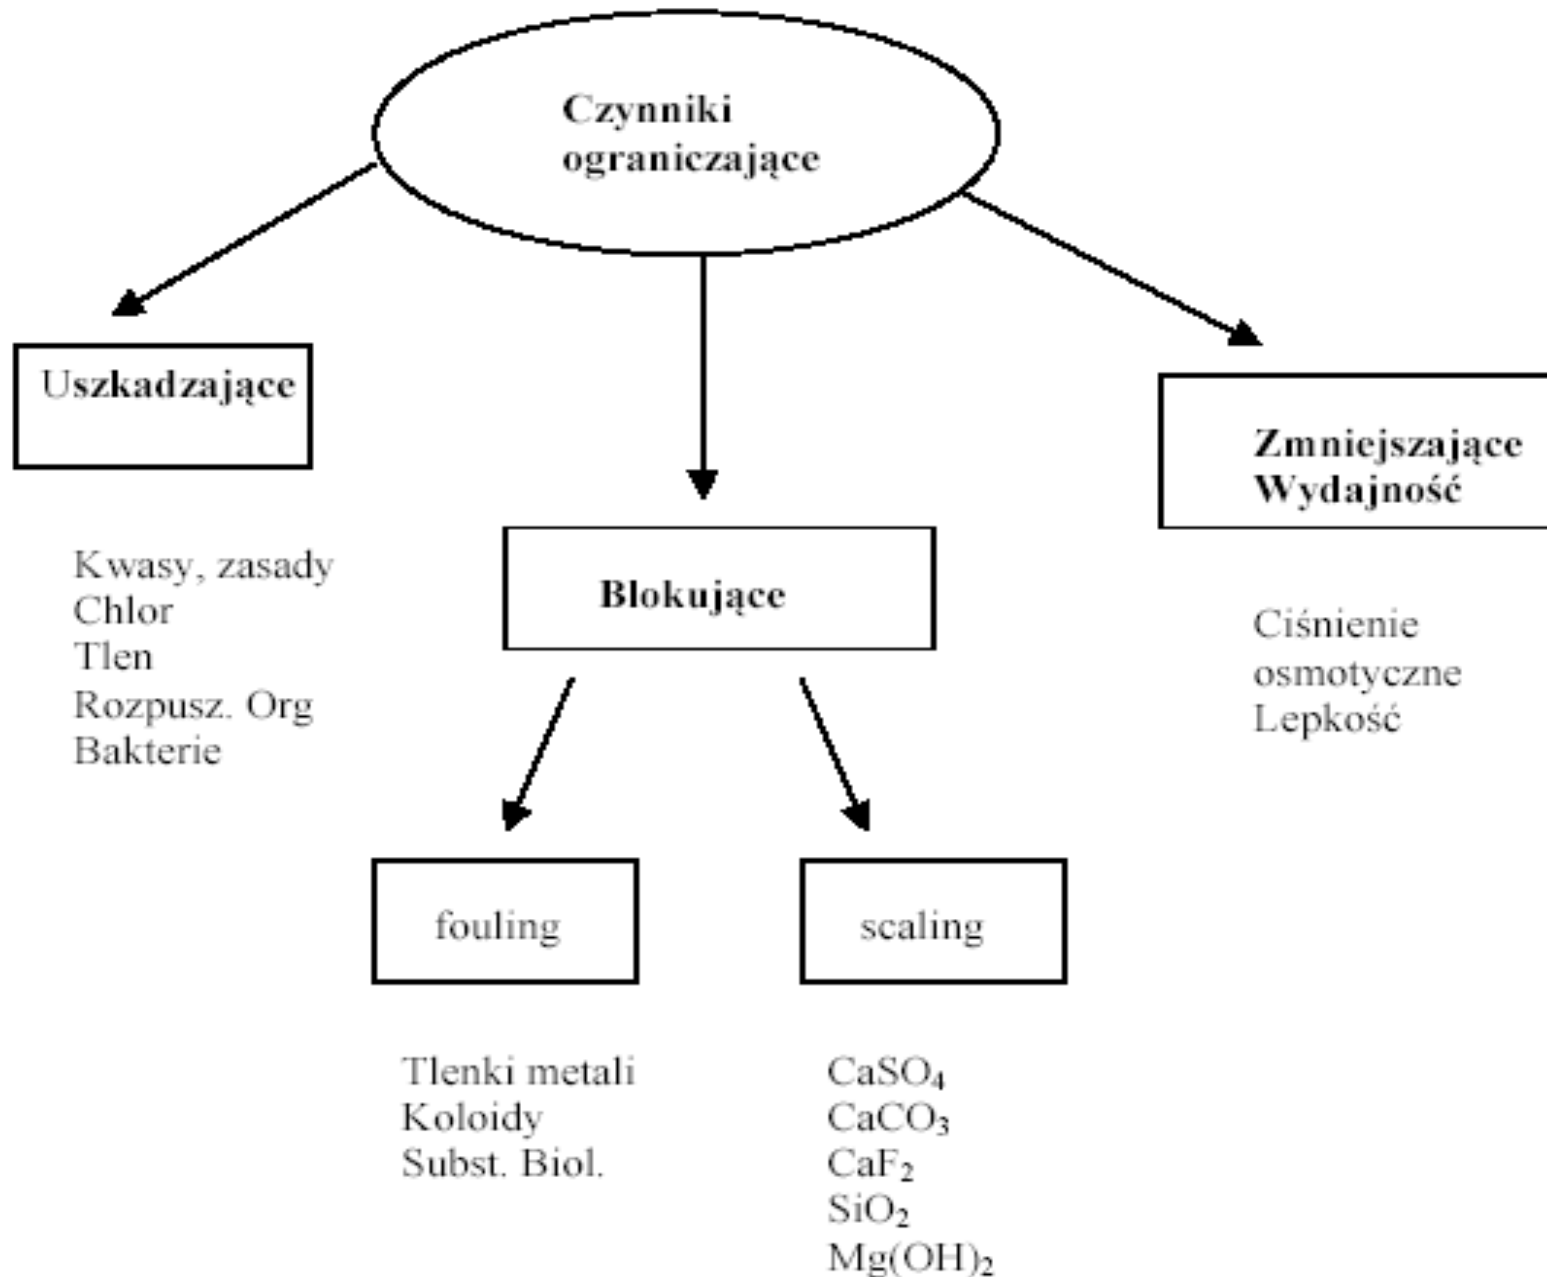 Czynniki
ograniczające
Uszkadzające
Zmniejszające
Wydajność
Kwasy, zasady
Chlor
Tlen
Rozpusz. Org
Bakterie
Blokujące
Ciśnienie
osmotyczne
Lepkość
fouling
scaling
Tlenki metali
Koloidy
Subst. Biol.
CaSO₄
CaCO₃
CaF₂
SiO₂
Mg(OH)₂